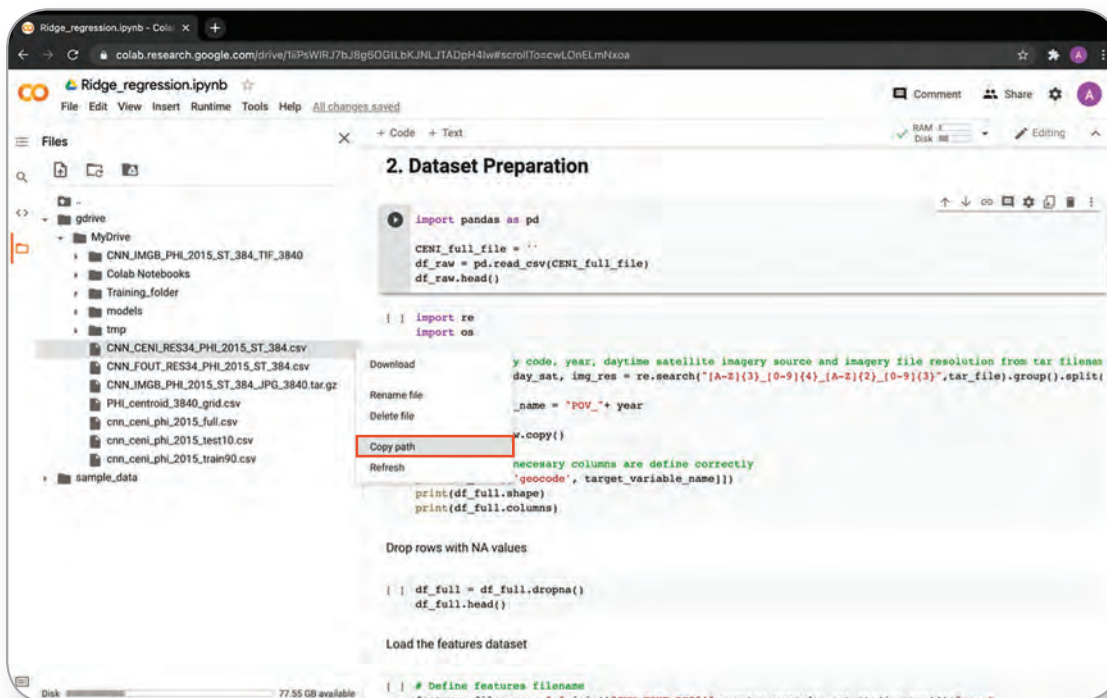 Ridge_regression.ipynb - Cola
colab.research.google.com/drive/
Ridge_regression.ipynb
File Edit View Insert Runtime Tools Help All changes saved
Comment Share A
Files
+ Code + Text
RAM
Disk
Editing
..
gdrive
MyDrive
CNN_IMGB_PHI_2015_ST_384_TIF_3840
Colab Notebooks
Training_folder
models
tmp
CNN_CENI_RES34_PHI_2015_ST_384.csv
CNN_FOUT_RES34_PHI_2015_ST_384.csv
CNN_IMGB_PHI_2015_ST_384_JPG_3840.tar.gz
PHI_centroid_3840_grid.csv
cnn_ceni_phi_2015_full.csv
cnn_ceni_phi_2015_test10.csv
cnn_ceni_phi_2015_train90.csv
sample_data
Download
Rename file
Delete file
Copy path
Refresh
Disk 77.55 GB available
2. Dataset Preparation
import pandas as pd
CENI_full_file = ''
df_raw = pd.read_csv(CENI_full_file)
df_raw.head()
[ ] import re
import os
y code, year, daytime satellite imagery source and imagery file resolution from tar filenam
day_sat, img_res = re.search("[A-Z]{3}_[0-9]{4}_[A-Z]{2}_[0-9]{3}",tar_file).group().split(
_name = "POV_"+ year
w.copy()
necesary columns are define correctly
'geocode', target_variable_name]])
print(df_full.shape)
print(df_full.columns)
Drop rows with NA values
[ ] df_full = df_full.dropna()
df_full.head()
Load the features dataset
[ ] # Define features filename